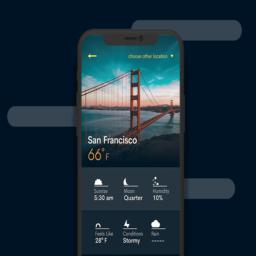 choose other location
San Francisco
66° F
Sunrise
5:30 am
Moon
Quarter
Humidity
10%
Feels Like
28° F
Conditions
Stormy
Rain
-----